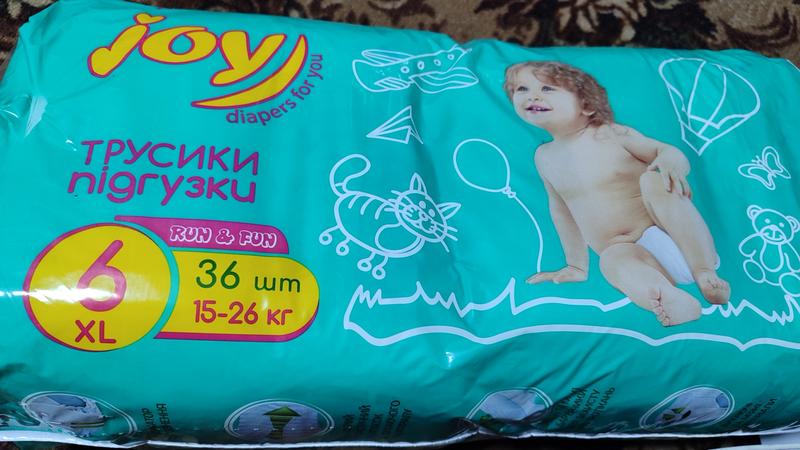 joy
diapers for you
ТРУСИКИ
підгузки
RUN & FUN
6
XL
36 шт
15-26 кг